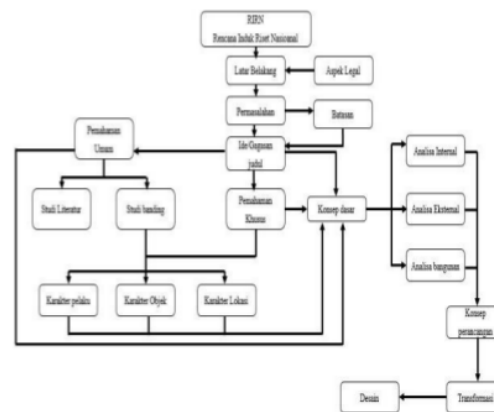 RIRN
Rencana Induk Riset Nasioanal
Latar Belakang
Aspek Legal
Permasalahan
Batasan
Pemahaman
Umum
Ide/Gagasan
judul
Analisa Internal
Studi Literatur
Studi banding
Pemahaman
Khusus
Konsep dasar
Analisa Eksternal
Analisa bangunan
Karakter pelaku
Karakter Objek
Karakter Lokasi
Konsep
perancangan
Desain
Transformasi